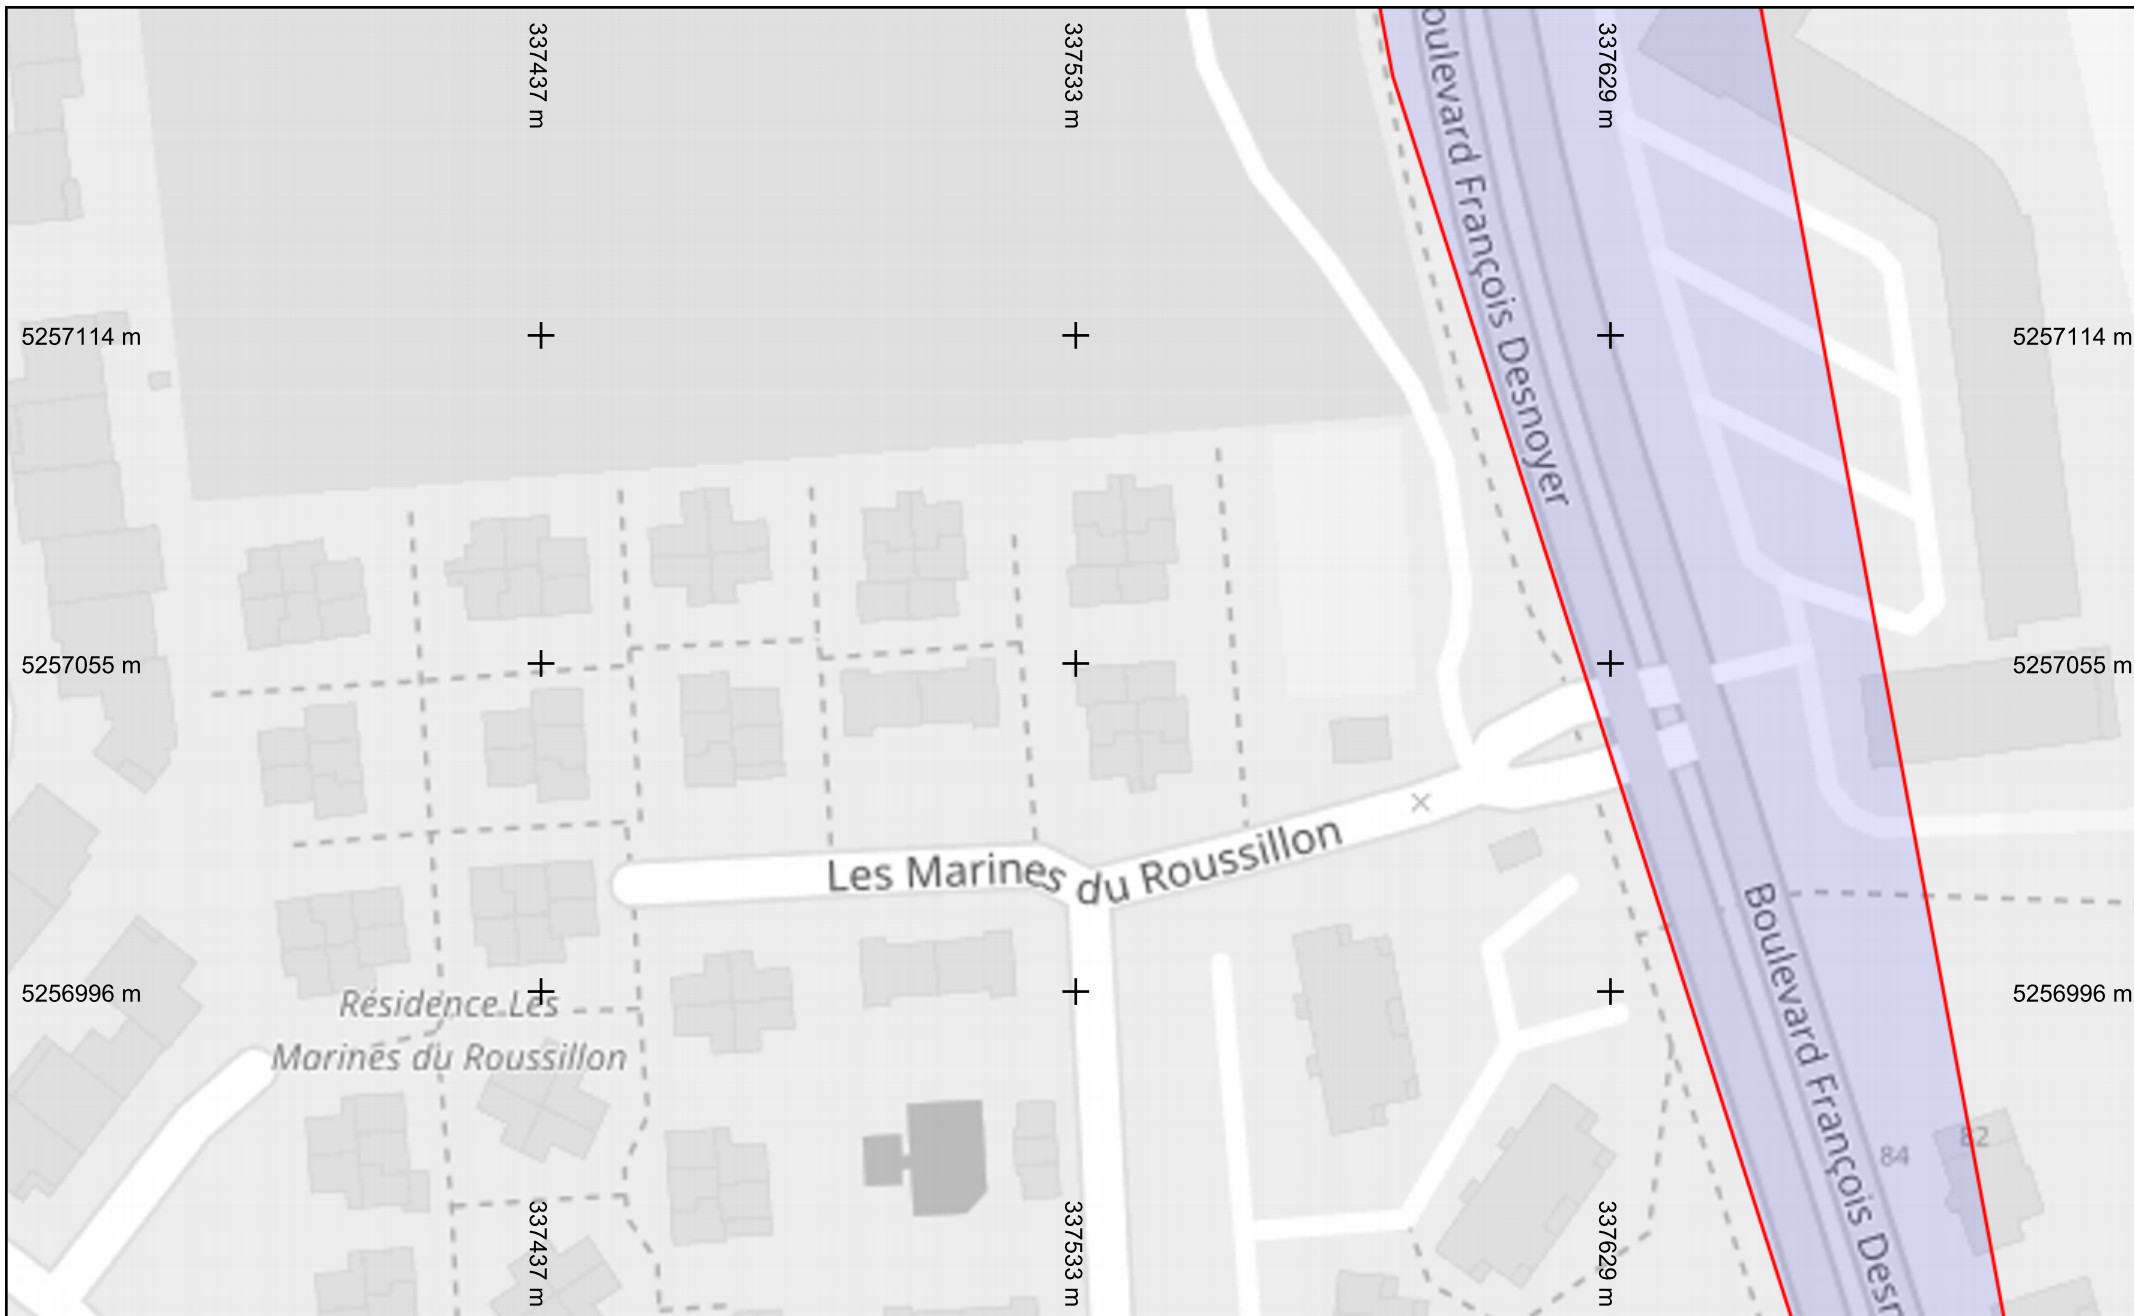 337437 m
337533 m
337629 m
oulevard François Desnoyer
5257114 m
5257114 m
5257055 m
5257055 m
Les Marines du Roussillon
5256996 m
5256996 m
Résidence Les
Marines du Roussillon
Boulevard François Desn
82
84
337437 m
337533 m
337629 m